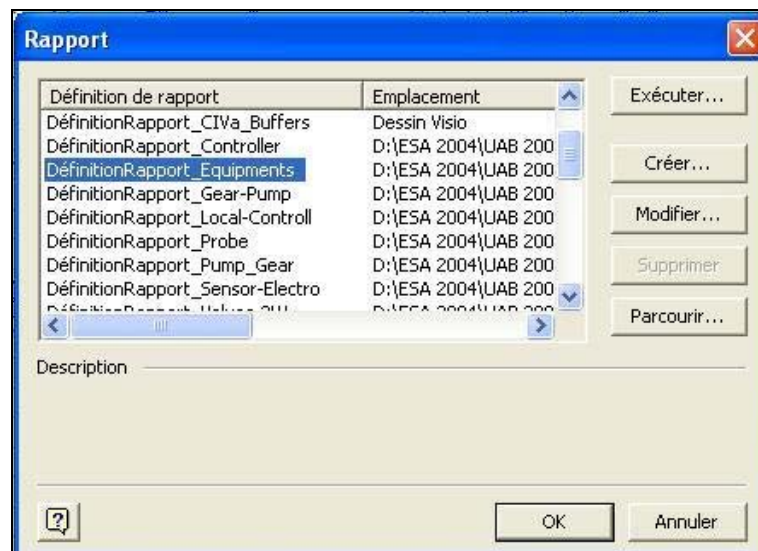 Rapport
Définition de rapport Emplacement
DéfinitionRapport_CIVa_Buffers Dessin Visio
DéfinitionRapport_Controller D:\ESA 2004\UAB 200
DéfinitionRapport_Equipments D:\ESA 2004\UAB 200
DéfinitionRapport_Gear-Pump D:\ESA 2004\UAB 200
DéfinitionRapport_Local-Controll D:\ESA 2004\UAB 200
DéfinitionRapport_Probe D:\ESA 2004\UAB 200
DéfinitionRapport_Pump_Gear D:\ESA 2004\UAB 200
DéfinitionRapport_Sensor-Electro D:\ESA 2004\UAB 200
Exécuter...
Créer...
Modifier...
Supprimer
Parcourir...
Description
OK
Annuler